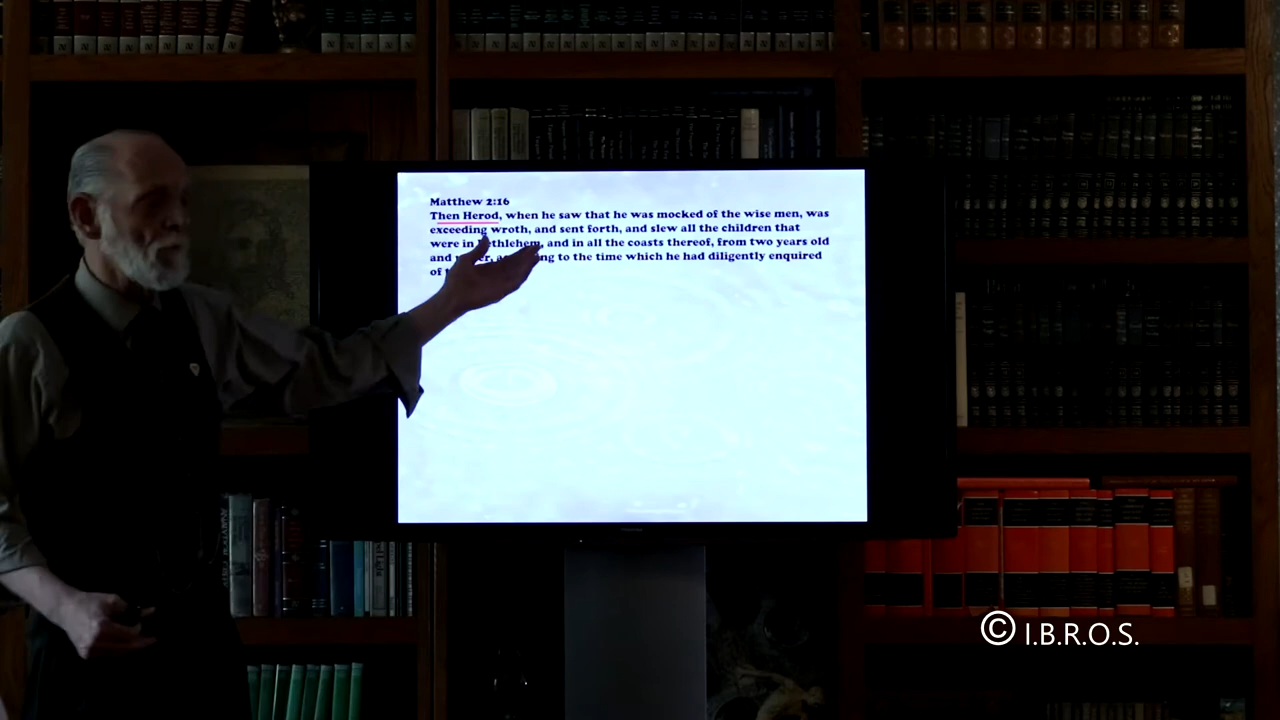 Matthew 2:16
Then Herod, when he saw that he was mocked of the wise men, was
exceeding wroth, and sent forth, and slew all the children that
were in and in all the coasts thereof, from two years old
and to the time which he had diligently enquired
of
© I.B.R.O.S.